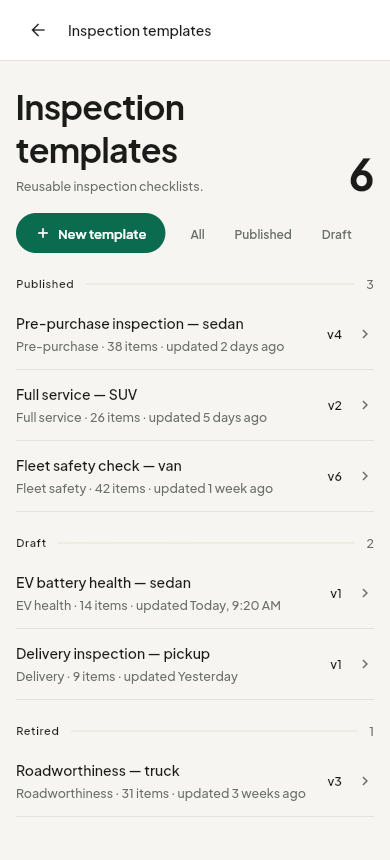 Inspection templates
Inspection
templates
Reusable inspection checklists.
6
New template
All
Published
Draft
Published
3
Pre-purchase inspection — sedan
Pre-purchase · 38 items · updated 2 days ago
v4
Full service — SUV
Full service · 26 items · updated 5 days ago
v2
Fleet safety check — van
Fleet safety · 42 items · updated 1 week ago
v6
Draft
2
EV battery health — sedan
EV health · 14 items · updated Today, 9:20 AM
v1
Delivery inspection — pickup
Delivery · 9 items · updated Yesterday
v1
Retired
1
Roadworthiness — truck
Roadworthiness · 31 items · updated 3 weeks ago
v3